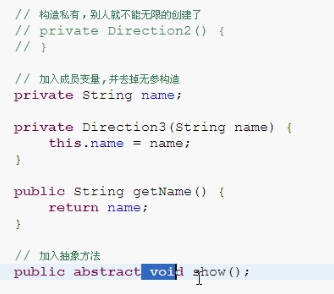 // 构造私有,别人就不能无限的创建了
// private Direction2() {
// }
// 加入成员变量,并去掉无参构造
private String name;
private Direction3(String name) {
this.name = name;
}
public String getName() {
return name;
}
// 加入抽象方法
public abstract void show();